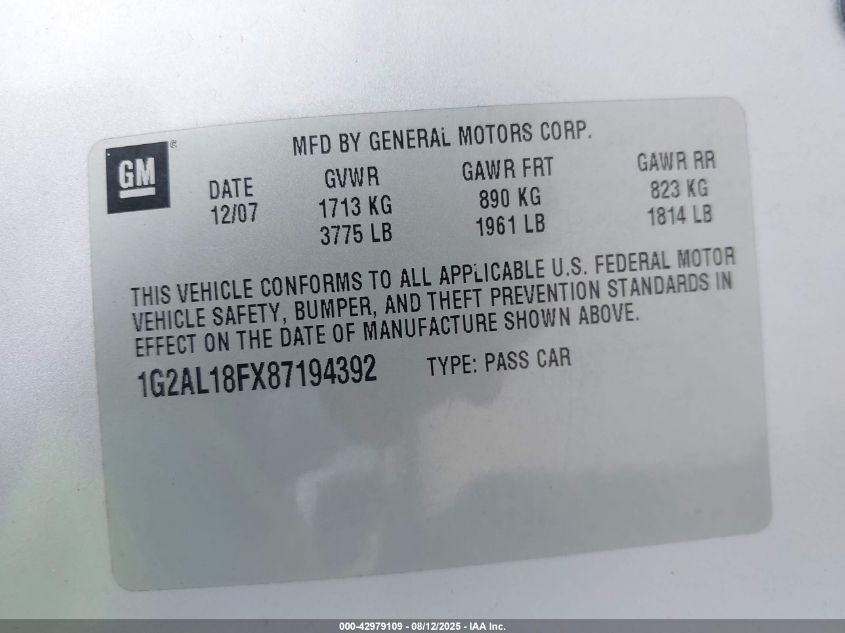 GM®
MFD BY GENERAL MOTORS CORP.
DATE GVWR GAWR FRT GAWR RR
12/07 1713 KG 890 KG 823 KG
3775 LB 1961 LB 1814 LB
THIS VEHICLE CONFORMS TO ALL APPLICABLE U.S. FEDERAL MOTOR
VEHICLE SAFETY, BUMPER, AND THEFT PREVENTION STANDARDS IN
EFFECT ON THE DATE OF MANUFACTURE SHOWN ABOVE.
1G2AL18FX87194392 TYPE: PASS CAR
000-42979109 - 08/12/2025 - IAA Inc.